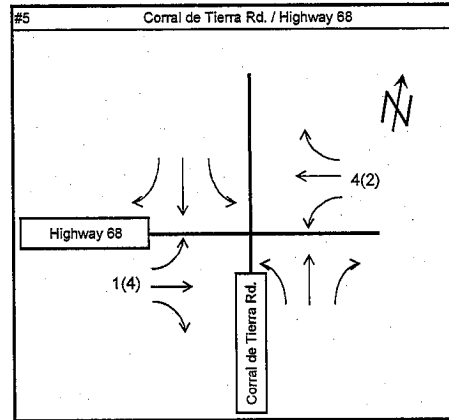 #5 Corral de Tierra Rd. / Highway 68
N
4(2)
Highway 68
1(4)
Corral de Tierra Rd.